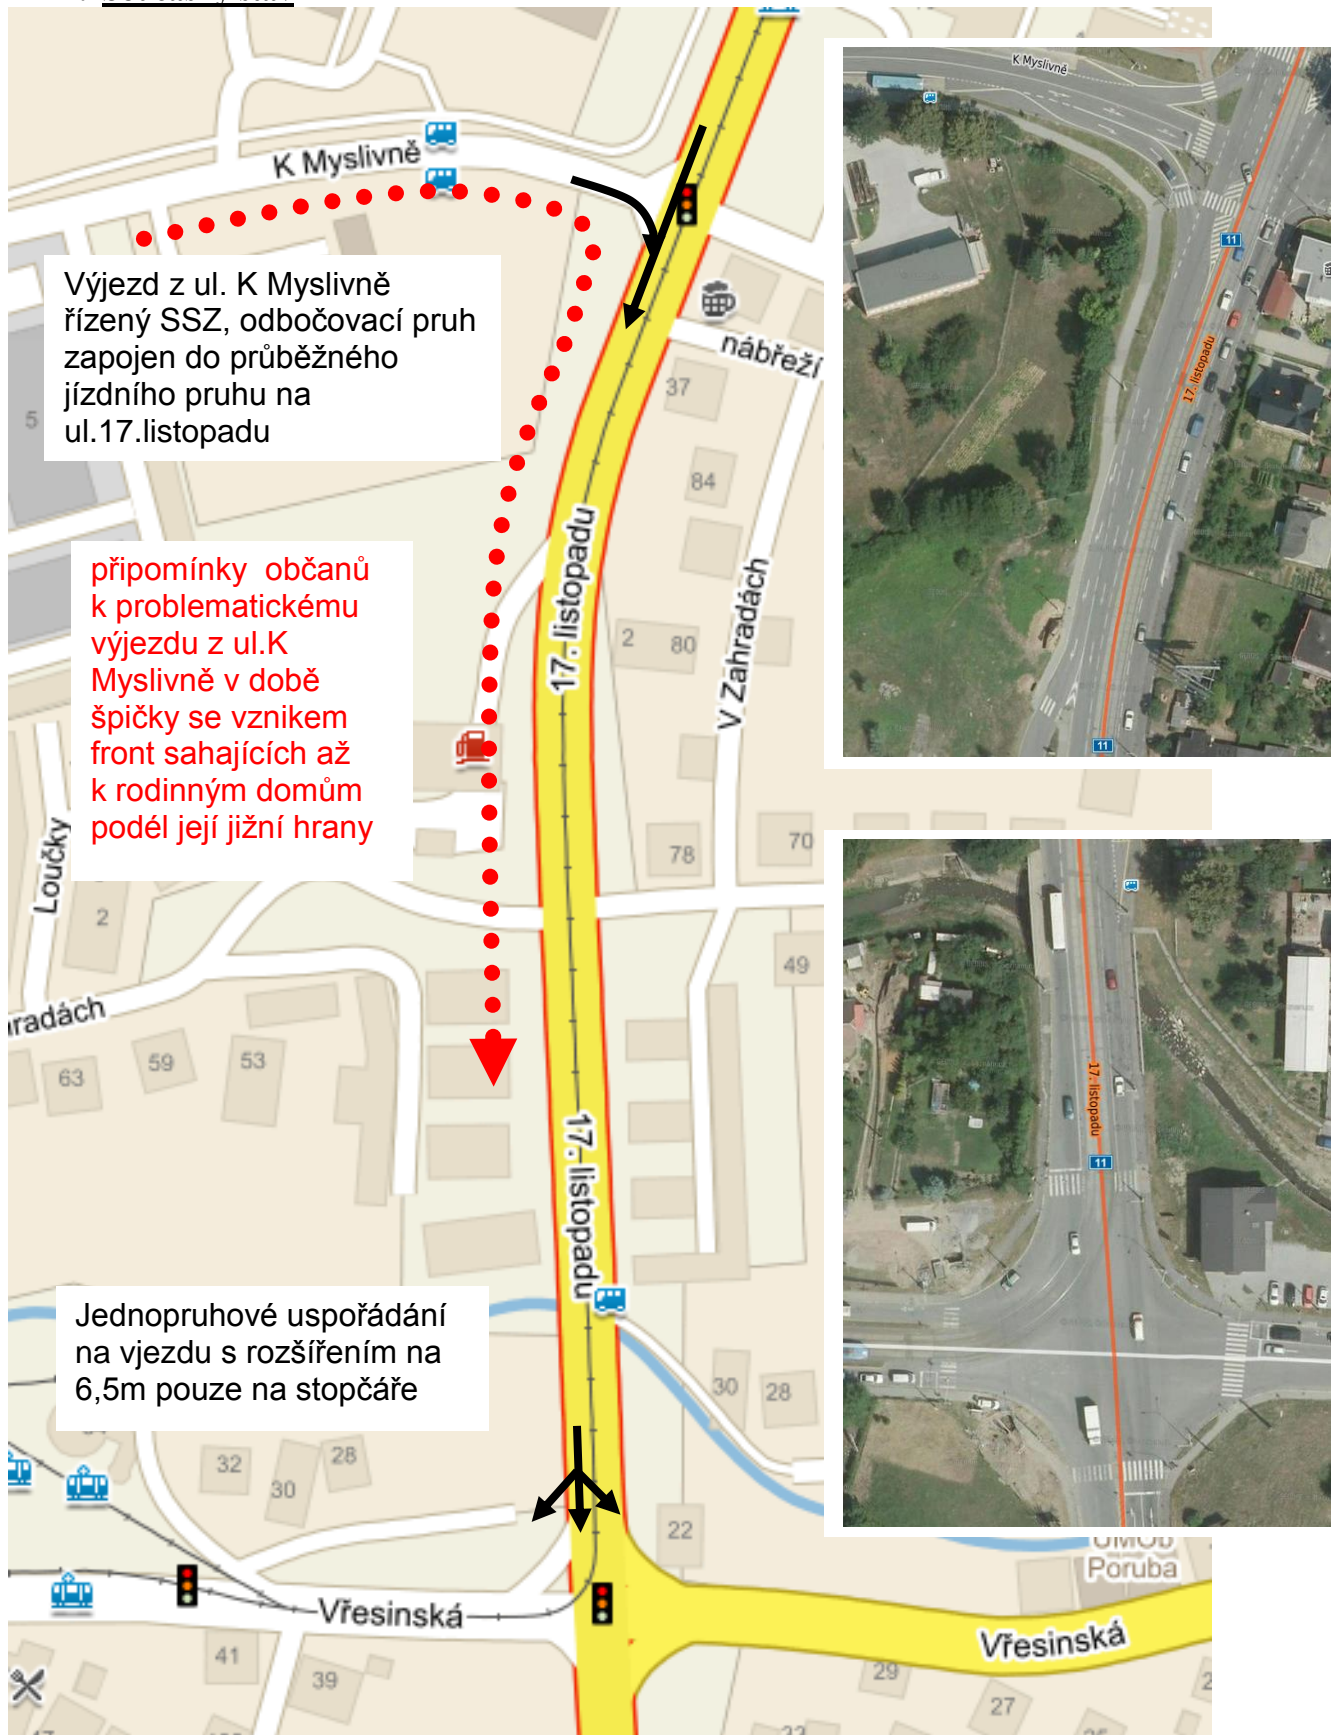 K Myslivně
Výjezd z ul. K Myslivně
řízený SSZ, odbočovací pruh
zapojen do průběžného
jízdního pruhu na
ul.17.listopadu
5
nábřeží
37
84
17. listopadu
2
80
V Zahradách
připomínky občanů
k problematickému
výjezdu z ul.K
Myslivně v době
špičky se vznikem
front sahajících až
k rodinným domům
podél její jižní hrany
78
70
Loučky
2
49
63
59
53
17. listopadu
Jednopruhové uspořádání
na vjezdu s rozšířením na
6,5m pouze na stopčáře
30
28
32
30
28
22
ÚMOb
Poruba
Vřesinská
Vřesinská
41
39
29
27
K Myslivně
11
17. listopadu
11
17. listopadu
11